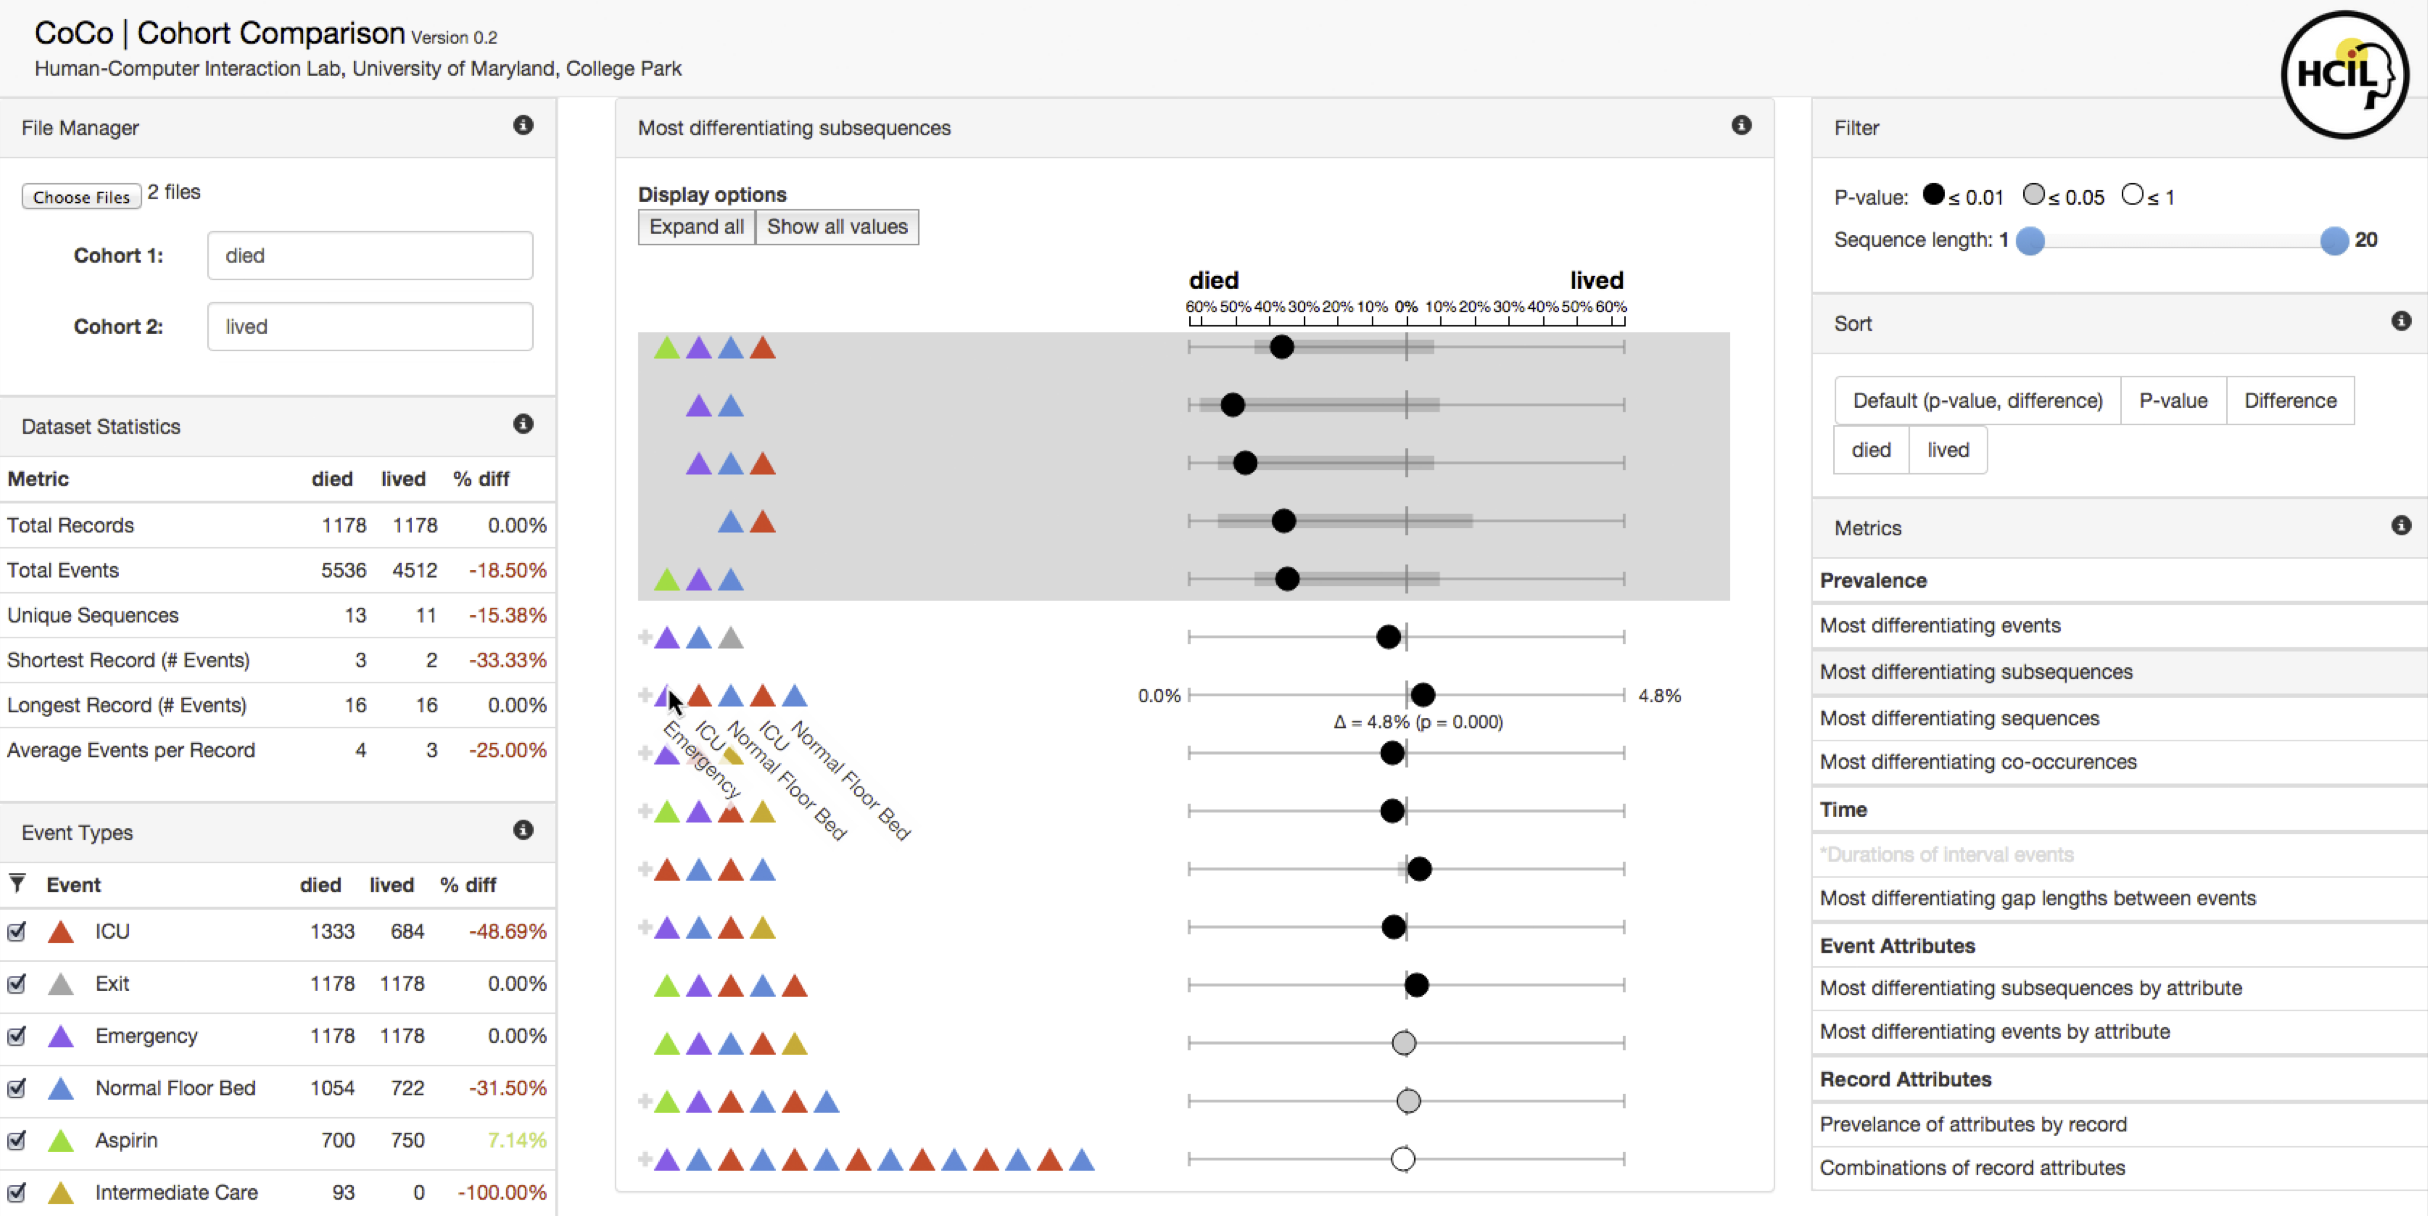 CoCo | Cohort Comparison Version 0.2
Human-Computer Interaction Lab, University of Maryland, College Park
HCIL
File Manager
Choose Files 2 files
Cohort 1: died
Cohort 2: lived
Dataset Statistics
Metric died lived % diff
Total Records 1178 1178 0.00%
Total Events 5536 4512 -18.50%
Unique Sequences 13 11 -15.38%
Shortest Record (# Events) 3 2 -33.33%
Longest Record (# Events) 16 16 0.00%
Average Events per Record 4 3 -25.00%
Event Types
Event died lived % diff
ICU 1333 684 -48.69%
Exit 1178 1178 0.00%
Emergency 1178 1178 0.00%
Normal Floor Bed 1054 722 -31.50%
Aspirin 700 750 7.14%
Intermediate Care 93 0 -100.00%
Most differentiating subsequences
Display options
Expand all Show all values
died lived
60% 50% 40% 30% 20% 10% 0% 10% 20% 30% 40% 50% 60%
0.0% 4.8%
Δ = 4.8% (p = 0.000)
Emergency
ICU
Normal Floor Bed
ICU
Normal Floor Bed
Filter
P-value: ≤ 0.01 ≤ 0.05 ≤ 1
Sequence length: 1 20
Sort
Default (p-value, difference) P-value Difference
died lived
Metrics
Prevalence
Most differentiating events
Most differentiating subsequences
Most differentiating sequences
Most differentiating co-occurences
Time
*Durations of interval events
Most differentiating gap lengths between events
Event Attributes
Most differentiating subsequences by attribute
Most differentiating events by attribute
Record Attributes
Prevelance of attributes by record
Combinations of record attributes